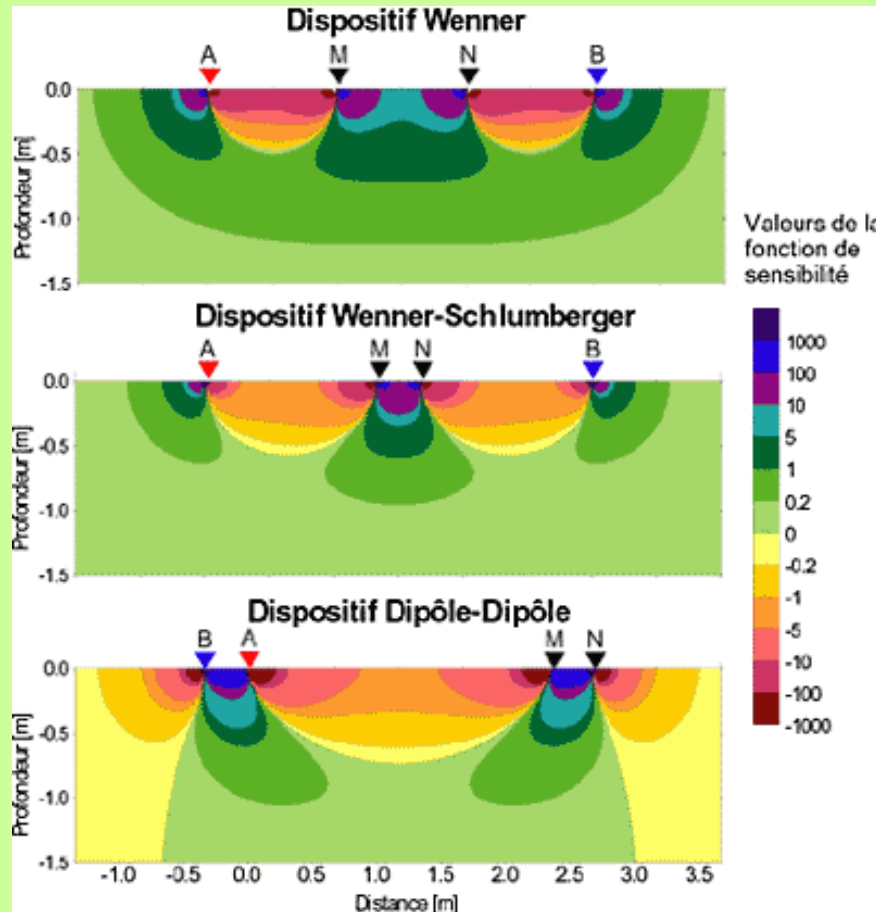 Dispositif Wenner
A M N B
0.0
-0.5
-1.0
-1.5
Profondeur [m]
Dispositif Wenner-Schlumberger
A M N B
0.0
-0.5
-1.0
-1.5
Profondeur [m]
Dispositif Dipôle-Dipôle
B A M N
0.0
-0.5
-1.0
-1.5
Profondeur [m]
-1.0 -0.5 0.0 0.5 1.0 1.5 2.0 2.5 3.0 3.5
Distance [m]
Valeurs de la
fonction de
sensibilité
1000
100
10
5
1
0.2
0
-0.2
-1
-5
-10
-100
-1000